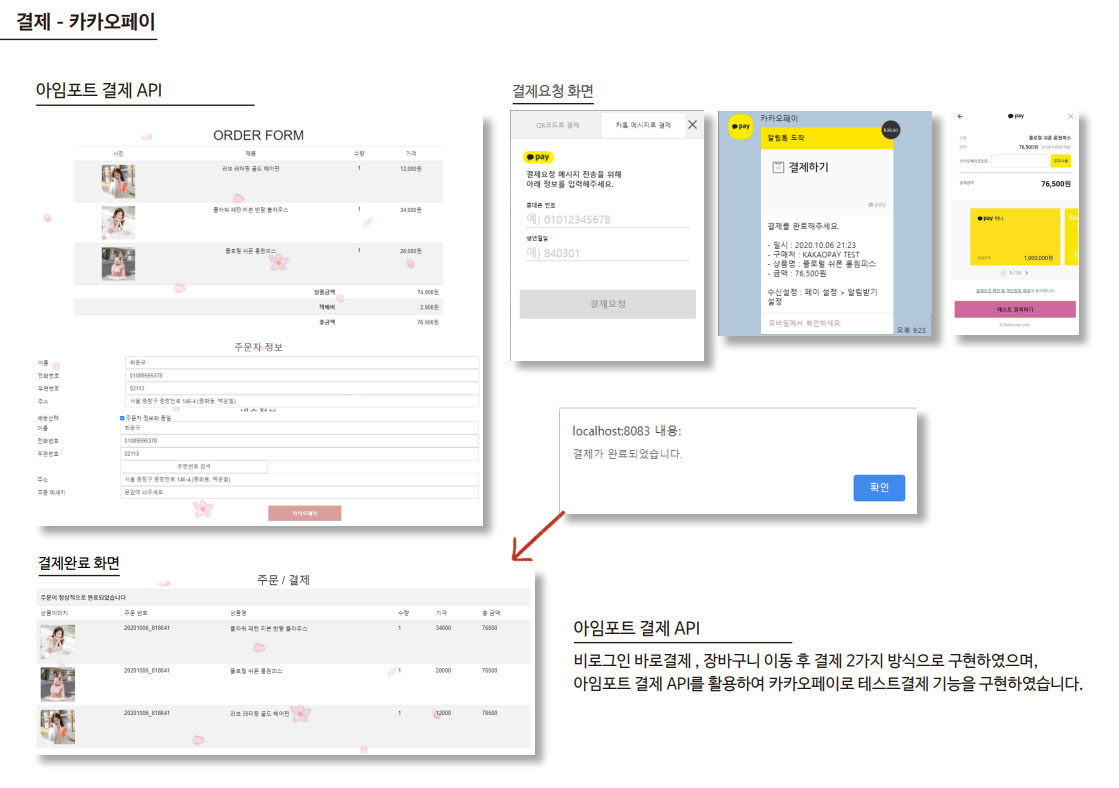 결제 - 카카오페이
아임포트 결제 API
ORDER FORM
사진 제품 수량 가격
러브 레터링 골드 헤어핀 1 12,000원
플라워 패턴 리본 반팔 블라우스 1 34,000원
플로럴 쉬폰 롱원피스 1 28,000원
상품금액 74,000원
택배비 2,500원
총금액 76,500원
주문자 정보
이름
전화번호 01089695378
우편번호 02113
주소 서울 중랑구 중랑천로 146-4 (중화동, 백운빌)
배송정보
배송선택 주문자 정보와 동일
이름
전화번호 01089695378
우편번호 02113
우편번호 검색
주소 서울 중랑구 중랑천로 146-4 (중화동, 백운빌)
주문 메세지 문앞에 놔주세요
카카오페이
결제요청 화면
QR코드로 결제 카톡 메시지로 결제
pay
결제요청 메시지 전송을 위해
아래 정보를 입력해주세요.
휴대폰 번호
예) 01012345678
생년월일
예) 840301
결제요청
pay 카카오페이
알림톡 도착 kakao
결제하기
pay
결제를 완료해주세요.
- 일시 : 2020.10.06 21:23
- 구매처 : KAKAOPAY TEST
- 상품명 : 플로럴 쉬폰 롱원피스
- 금액 : 76,500원
수신설정 : 페이 설정 > 알림받기
설정
모바일에서 확인하세요.
오후 9:23
pay
플로럴 쉬폰 롱원피스
76,500원
결제금액 76,500원
pay 머니
1,000,000원
테스트 결제하기
localhost:8083 내용:
결제가 완료되었습니다.
확인
결제완료 화면
주문 / 결제
주문이 정상적으로 완료되었습니다
상품이미지 주문 번호 상품명 수량 가격 총 금액
20201006_818641 플라워 패턴 리본 반팔 블라우스 1 34000 76500
20201006_818641 플로럴 쉬폰 롱원피스 1 28000 76500
20201006_818641 러브 레터링 골드 헤어핀 1 12000 76500
아임포트 결제 API
비로그인 바로결제 , 장바구니 이동 후 결제 2가지 방식으로 구현하였으며,
아임포트 결제 API를 활용하여 카카오페이로 테스트결제 기능을 구현하였습니다.